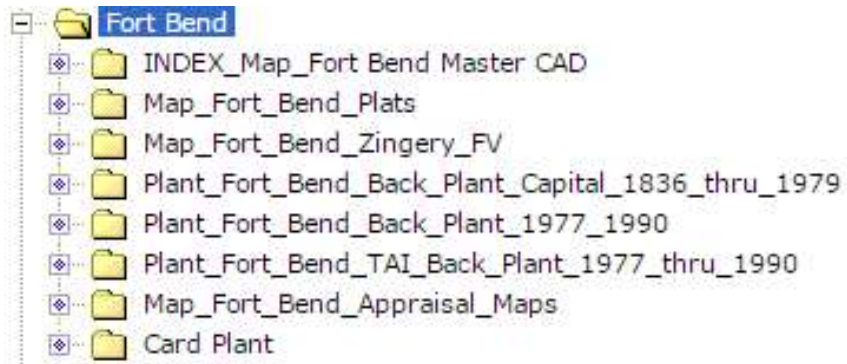 Fort Bend
INDEX_Map_Fort Bend Master CAD
Map_Fort_Bend_Plats
Map_Fort_Bend_Zingery_FV
Plant_Fort_Bend_Back_Plant_Capital_1836_thru_1979
Plant_Fort_Bend_Back_Plant_1977_1990
Plant_Fort_Bend_TAI_Back_Plant_1977_thru_1990
Map_Fort_Bend_Appraisal_Maps
Card Plant